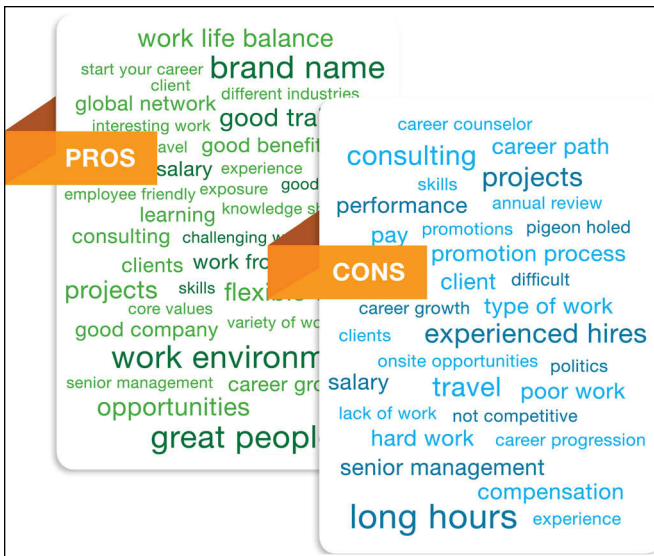 work life balance
start your career brand name
client different industries
global network
interesting work good tra
avel good benefit
PROS
salary experience
employee friendly exposure good
learning knowledge sh
consulting challenging w
clients work fro
projects skills flexible
core values
good company variety of wo
work environm
senior management career gro
opportunities
great people
career counselor
consulting career path
skills projects
performance annual review
pay promotions pigeon holed
promotion process
CONS
client difficult
career growth type of work
clients experienced hires
onsite opportunities politics
salary travel poor work
lack of work not competitive
hard work career progression
senior management
compensation
long hours experience